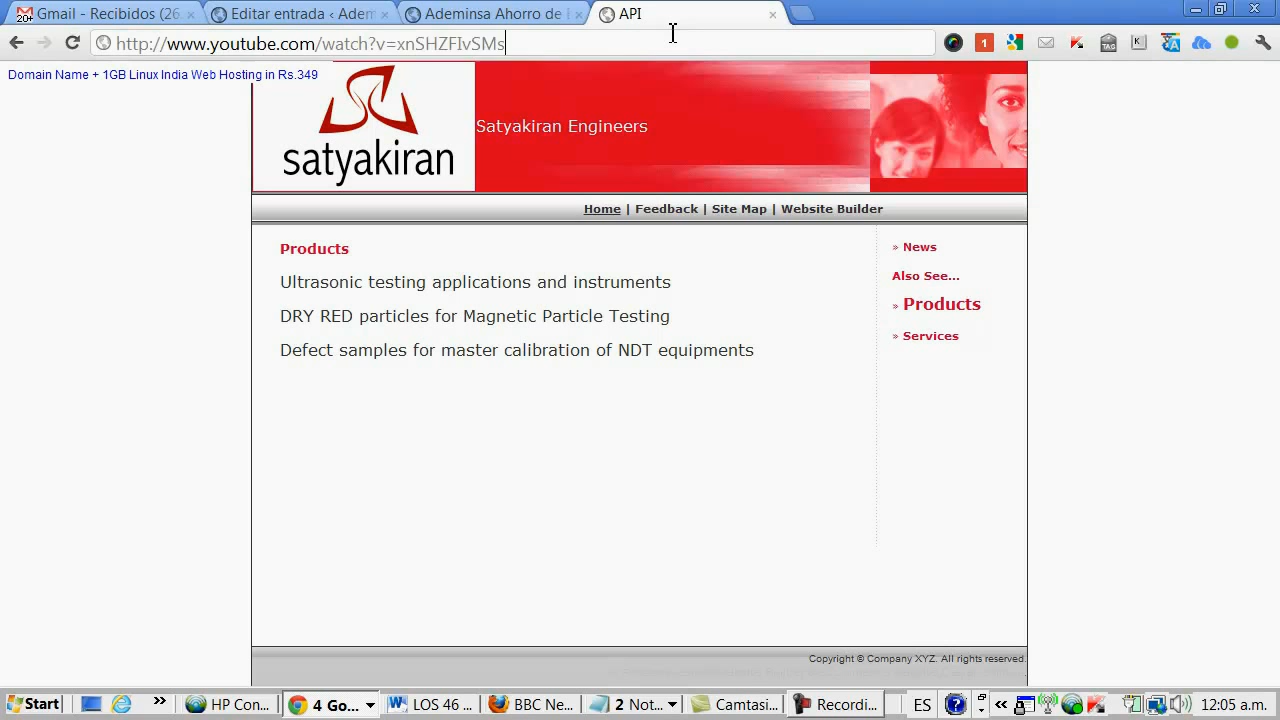 Gmail - Recibidos (26
20+
Editar entrada ‹ Adem
Ademinsa Ahorro de
API
http://www.youtube.com/watch?v=xnSHZFIvSMs
1
TAG
Domain Name + 1GB Linux India Web Hosting in Rs.349
satyakiran
Satyakiran Engineers
Home | Feedback | Site Map | Website Builder
Products
Ultrasonic testing applications and instruments
DRY RED particles for Magnetic Particle Testing
Defect samples for master calibration of NDT equipments
» News
Also See...
» Products
» Services
Copyright © Company XYZ. All rights reserved.
Start
HP Con...
4 Go...
LOS 46 ...
BBC Ne...
2 Not...
Camtasi...
Recordi...
ES
12:05 a.m.